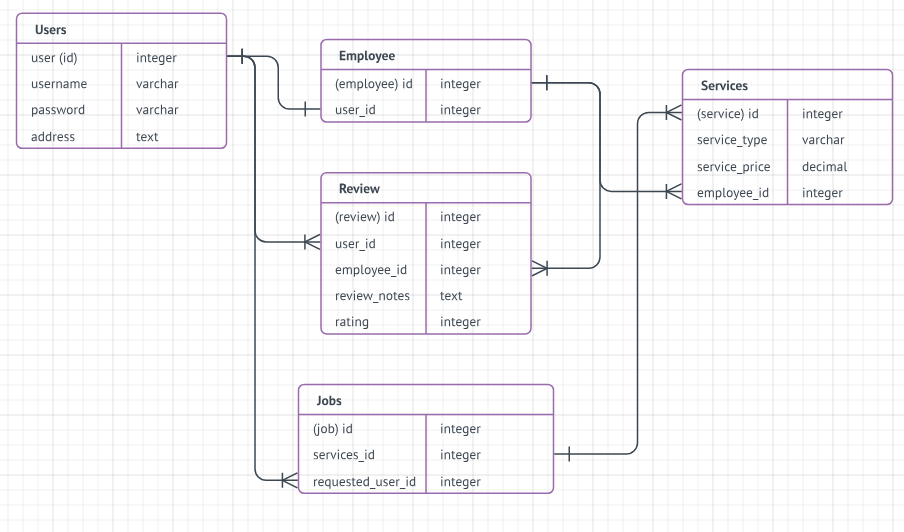 Users
user (id) integer
username varchar
password varchar
address text
Employee
(employee) id integer
user_id integer
Services
(service) id integer
service_type varchar
service_price decimal
employee_id integer
Review
(review) id integer
user_id integer
employee_id integer
review_notes text
rating integer
Jobs
(job) id integer
services_id integer
requested_user_id integer